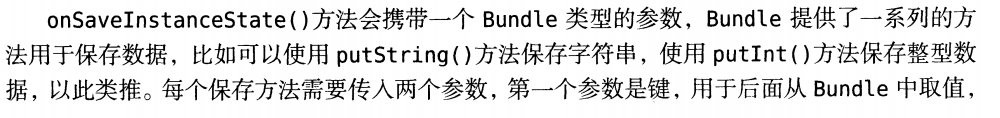 onSaveInstanceState()方法会携带一个 Bundle 类型的参数，Bundle 提供了一系列的方
法用于保存数据，比如可以使用 putString()方法保存字符串，使用 putInt()方法保存整型数
据，以此类推。每个保存方法需要传入两个参数，第一个参数是键，用于后面从 Bundle 中取值，